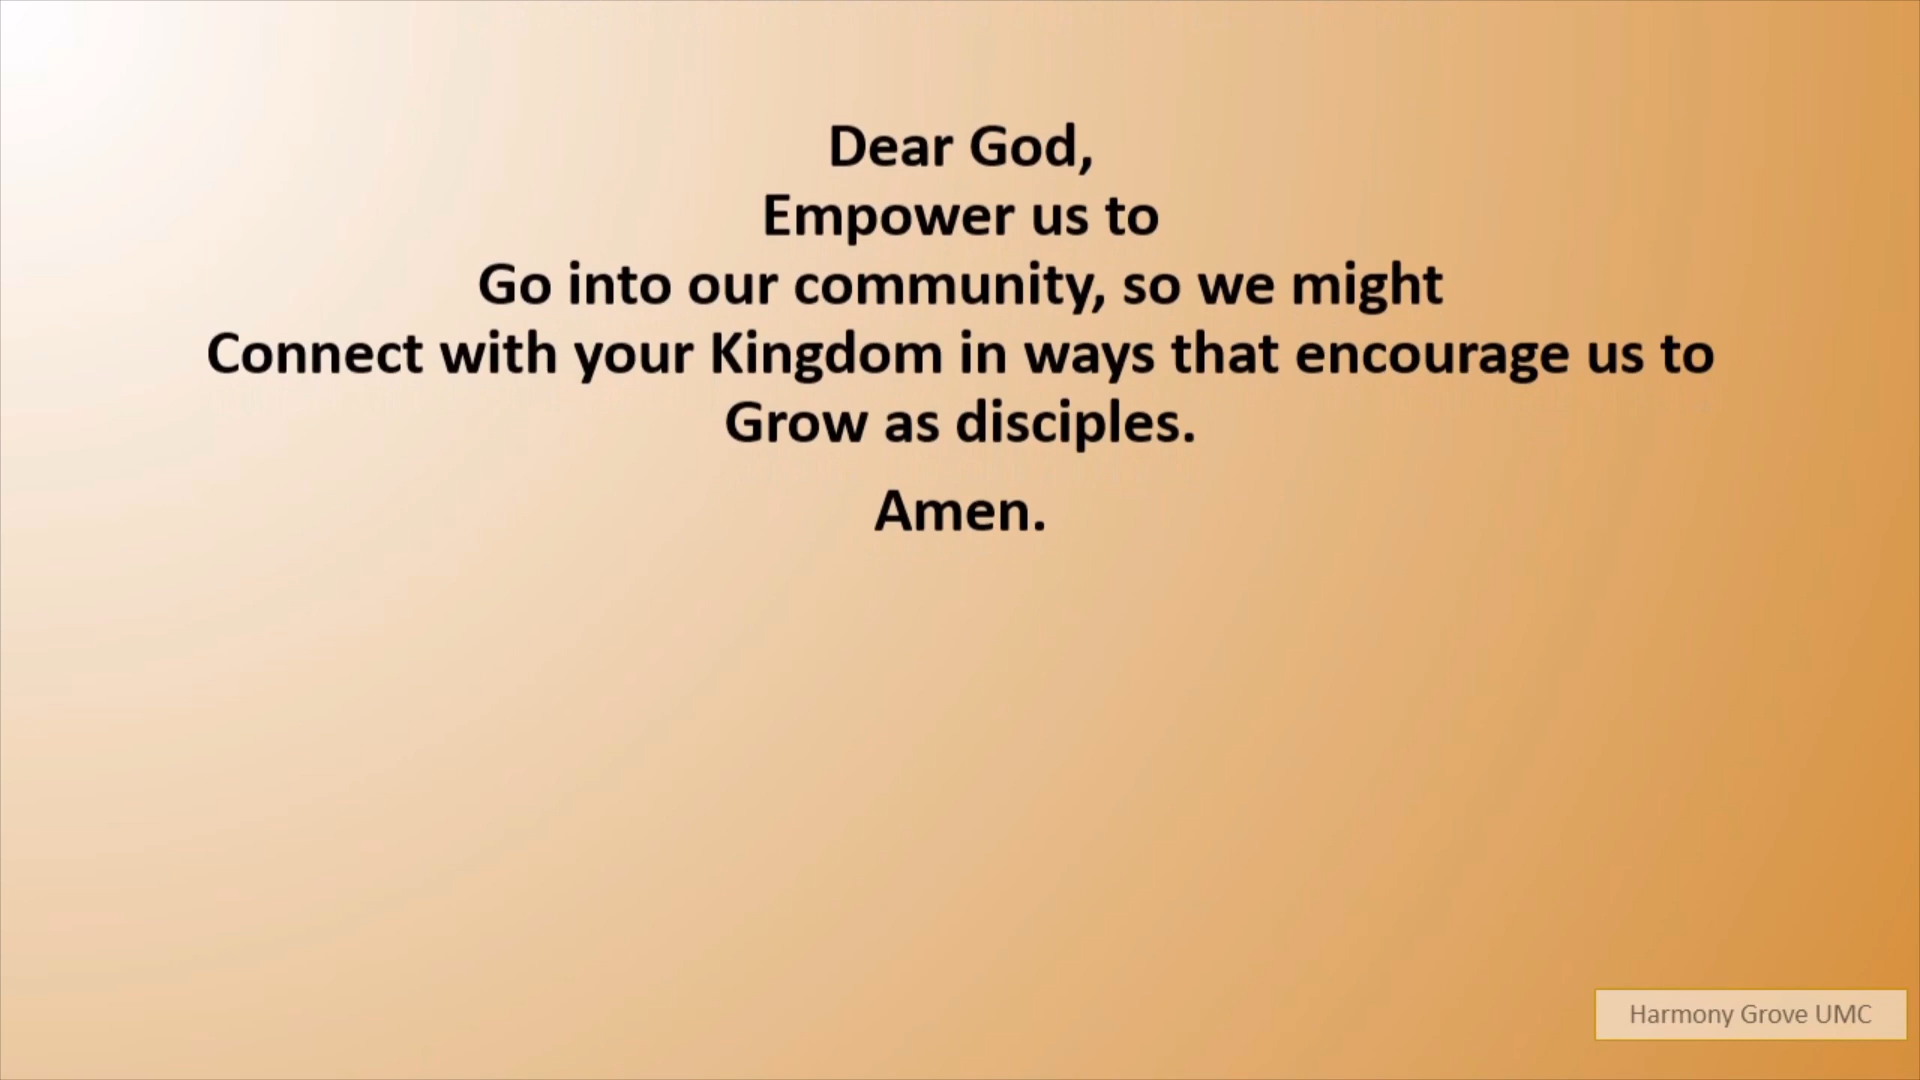 Dear God,
Empower us to
Go into our community, so we might
Connect with your Kingdom in ways that encourage us to
Grow as disciples.
Amen.
Harmony Grove UMC